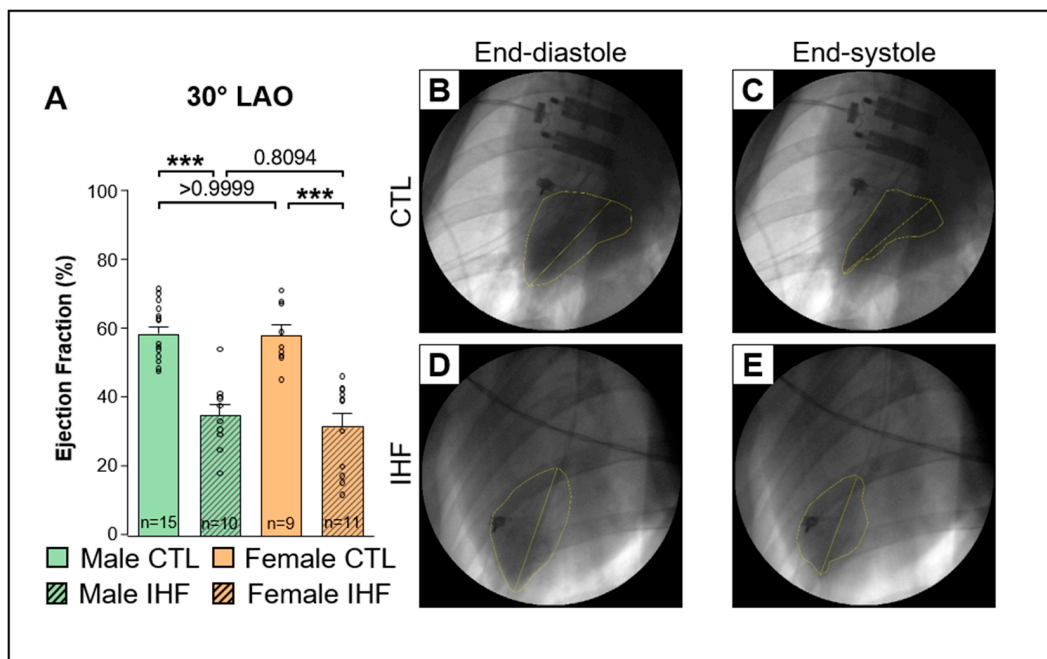 End-diastole
End-systole
A
30° LAO
B
C
***
0.8094
>0.9999
***
CTL
100
80
60
40
20
0
Ejection Fraction (%)
n=15
n=10
n=9
n=11
D
E
IHF
Male CTL
Female CTL
Male IHF
Female IHF